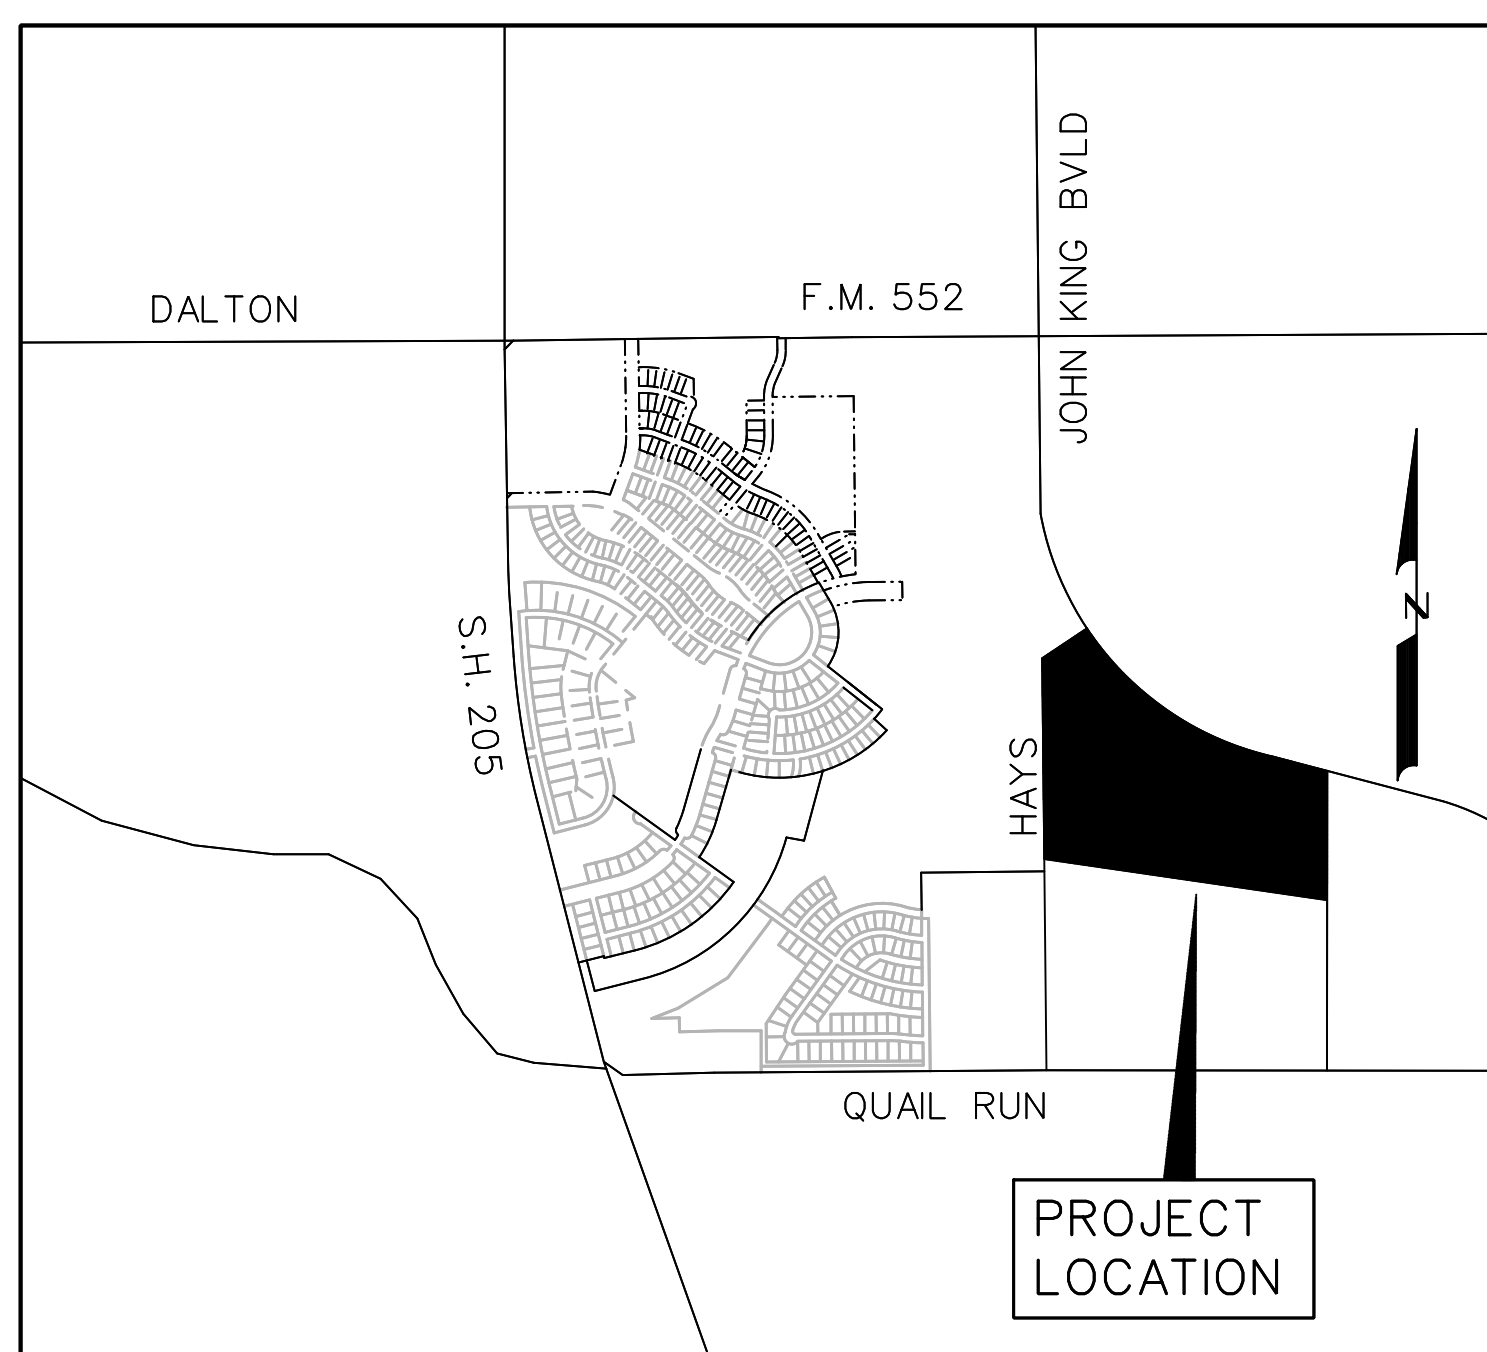 DALTON
F.M. 552
JOHN KING BVLD
S.H. 205
HAYS
N
QUAIL RUN
PROJECT
LOCATION